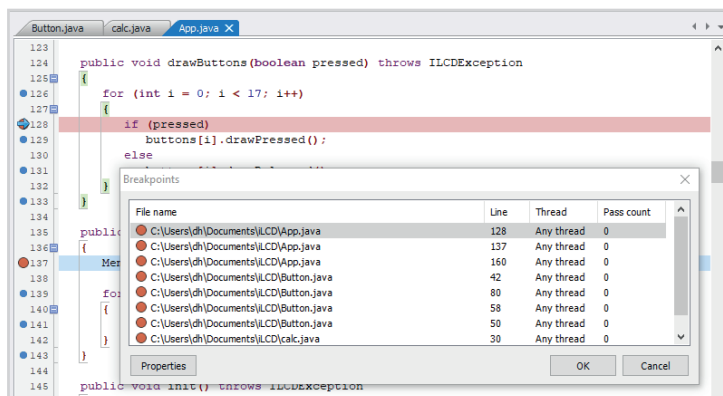 Button.java calc.java App.java
123
124 public void drawButtons(boolean pressed) throws ILCDException
125 {
126 for (int i = 0; i < 17; i++)
127 {
128 if (pressed)
129 buttons[i].drawPressed();
130 else
131
132 }
133 }
134
135 public
136 {
137 Mer
138
139 for
140 {
141
142 }
143 }
144
145 public void init() throws ILCDException
Breakpoints
File name Line Thread Pass count
C:\Users\dh\Documents\iLCD\App.java 128 Any thread 0
C:\Users\dh\Documents\iLCD\App.java 137 Any thread 0
C:\Users\dh\Documents\iLCD\App.java 160 Any thread 0
C:\Users\dh\Documents\iLCD\Button.java 42 Any thread 0
C:\Users\dh\Documents\iLCD\Button.java 80 Any thread 0
C:\Users\dh\Documents\iLCD\Button.java 58 Any thread 0
C:\Users\dh\Documents\iLCD\Button.java 50 Any thread 0
C:\Users\dh\Documents\iLCD\calc.java 30 Any thread 0
Properties OK Cancel